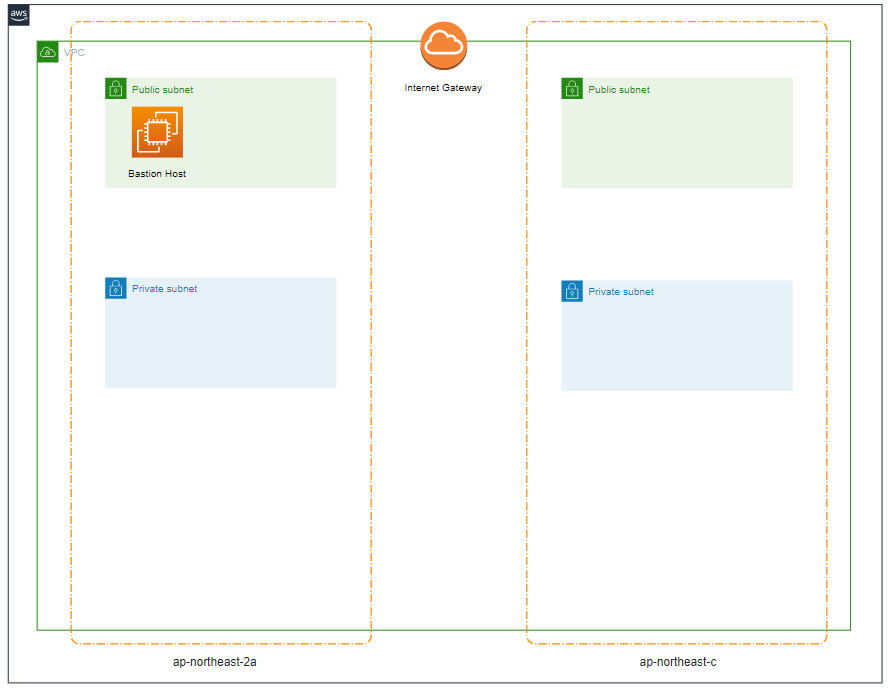 aws
VPC
Internet Gateway
Public subnet
Public subnet
Bastion Host
Private subnet
Private subnet
ap-northeast-2a
ap-northeast-c